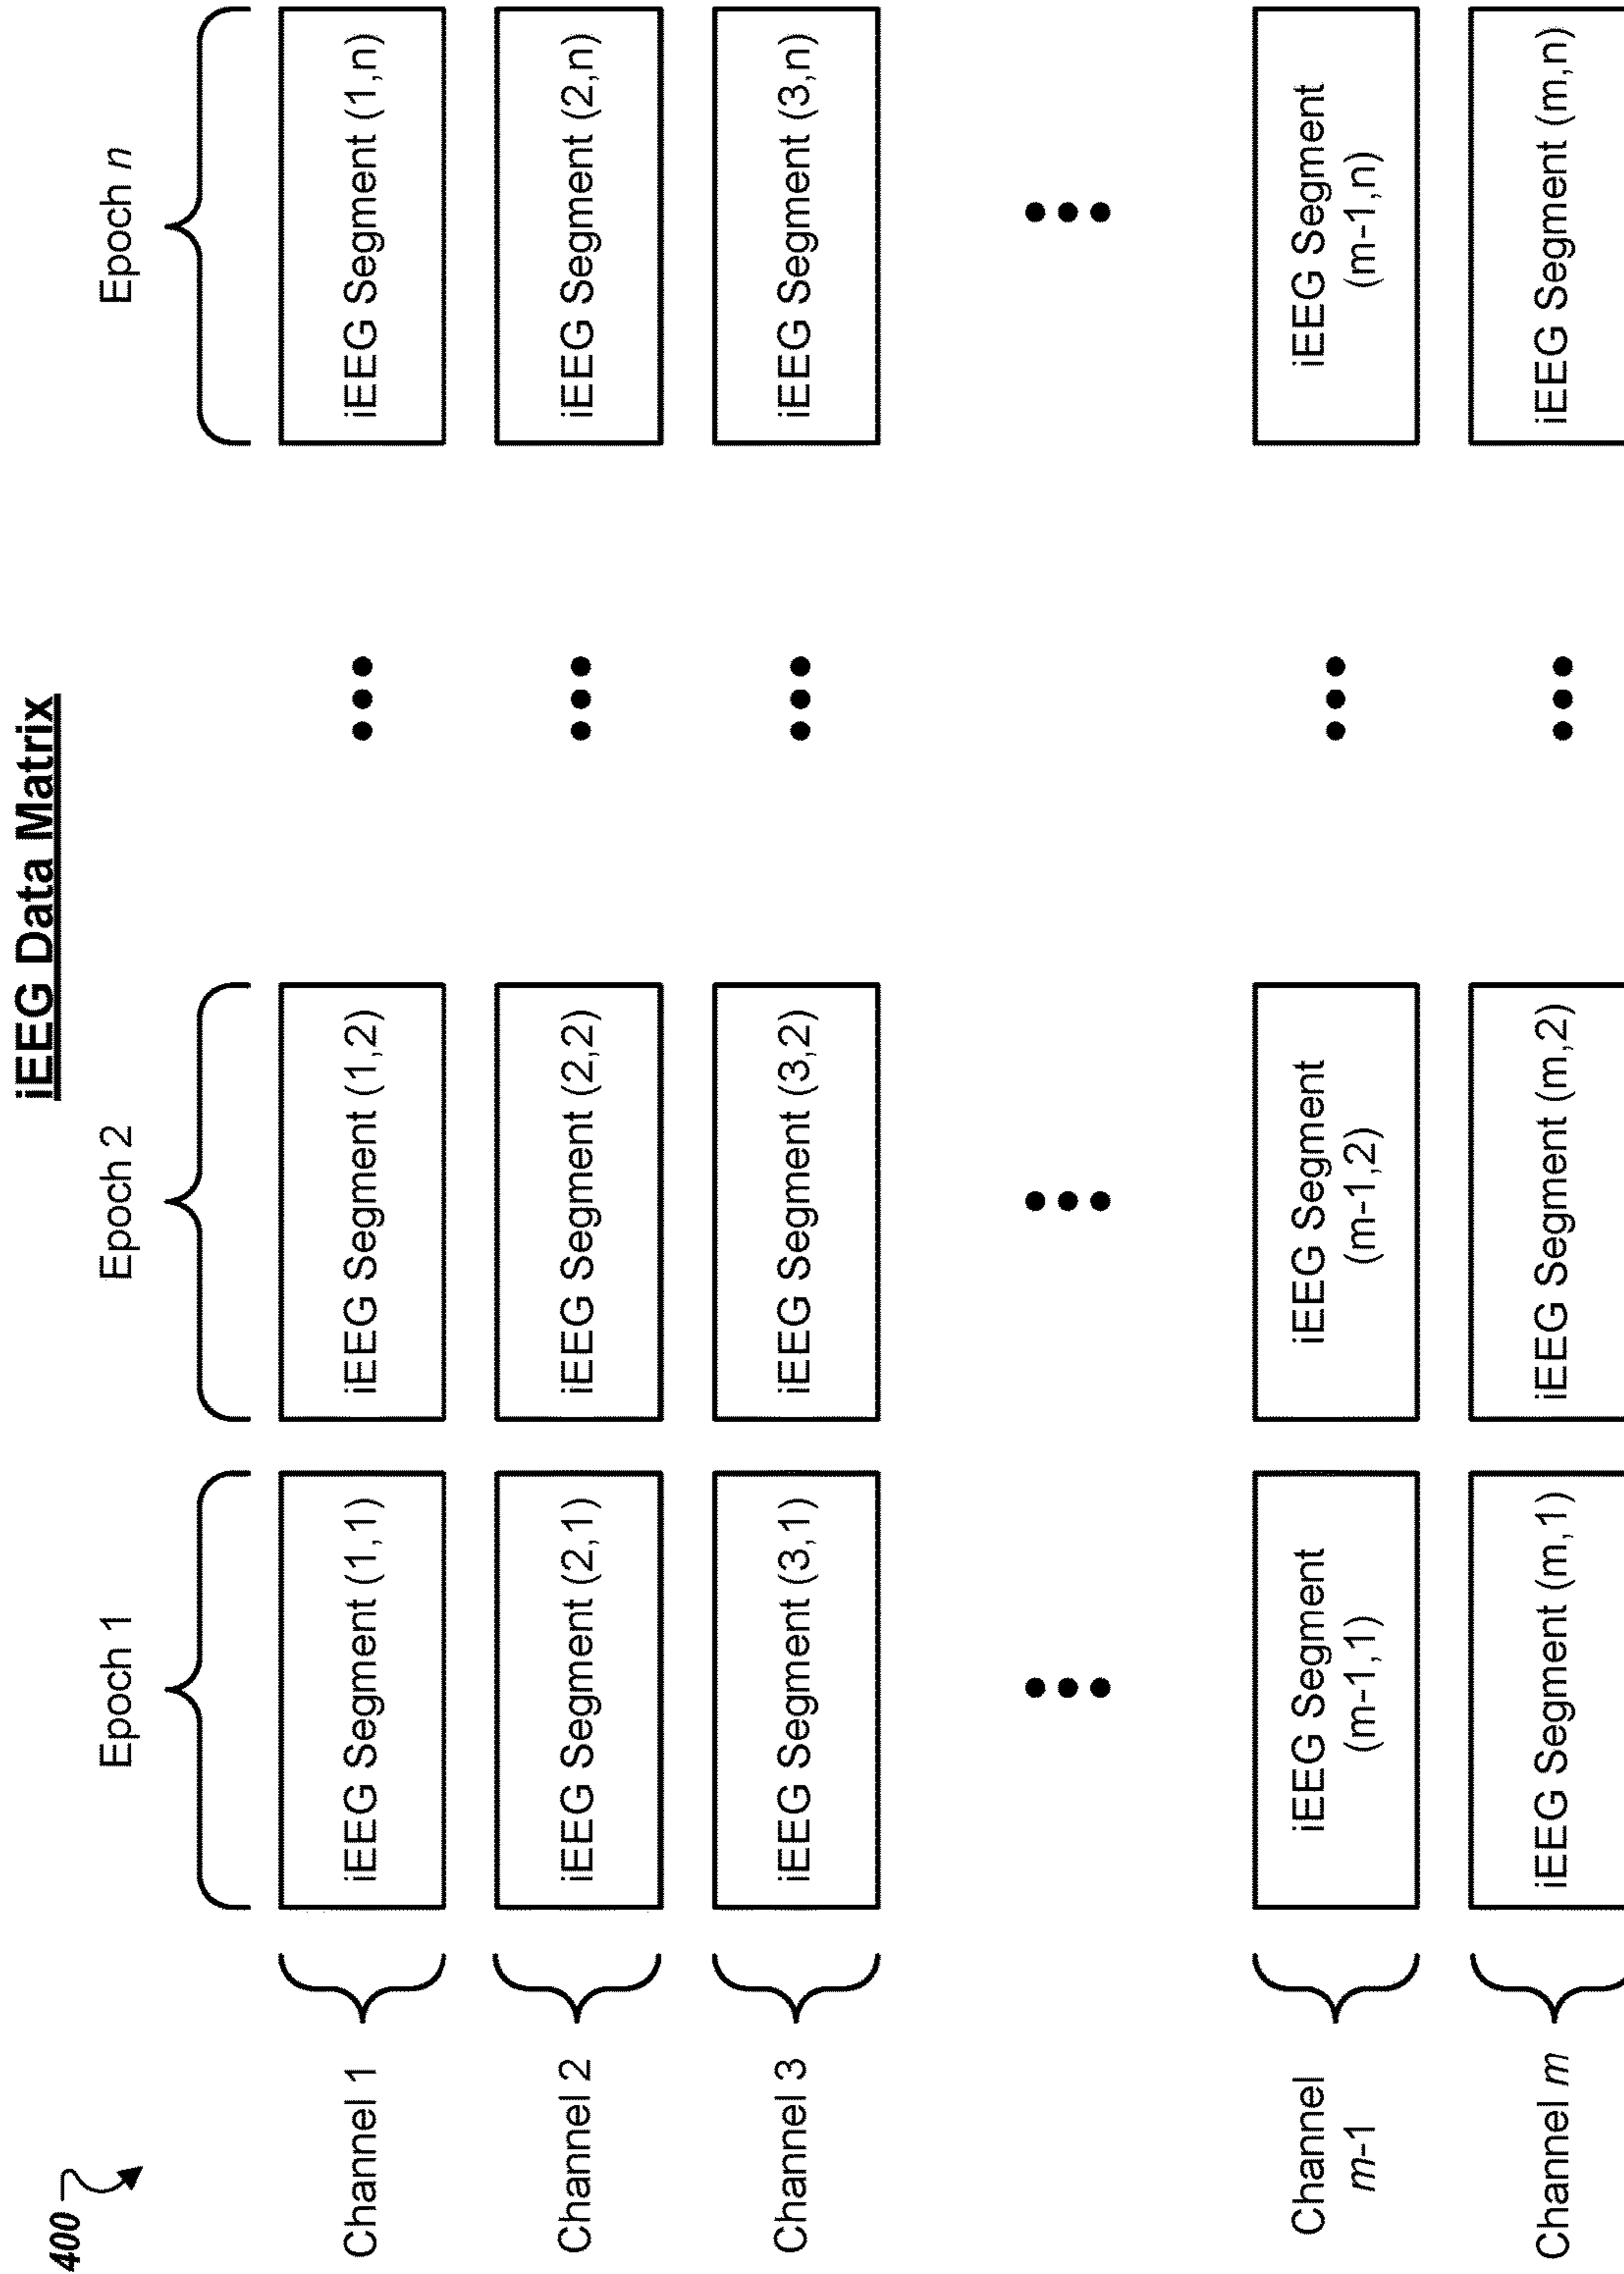 iEEG Data Matrix
400
Epoch 1
Epoch 2
Epoch n
Channel 1
iEEG Segment (1,1)
iEEG Segment (1,2)
iEEG Segment (1,n)
Channel 2
iEEG Segment (2,1)
iEEG Segment (2,2)
iEEG Segment (2,n)
Channel 3
iEEG Segment (3,1)
iEEG Segment (3,2)
iEEG Segment (3,n)
Channel
m-1
iEEG Segment
(m-1,1)
iEEG Segment
(m-1,2)
iEEG Segment
(m-1,n)
Channel m
iEEG Segment (m,1)
iEEG Segment (m,2)
iEEG Segment (m,n)